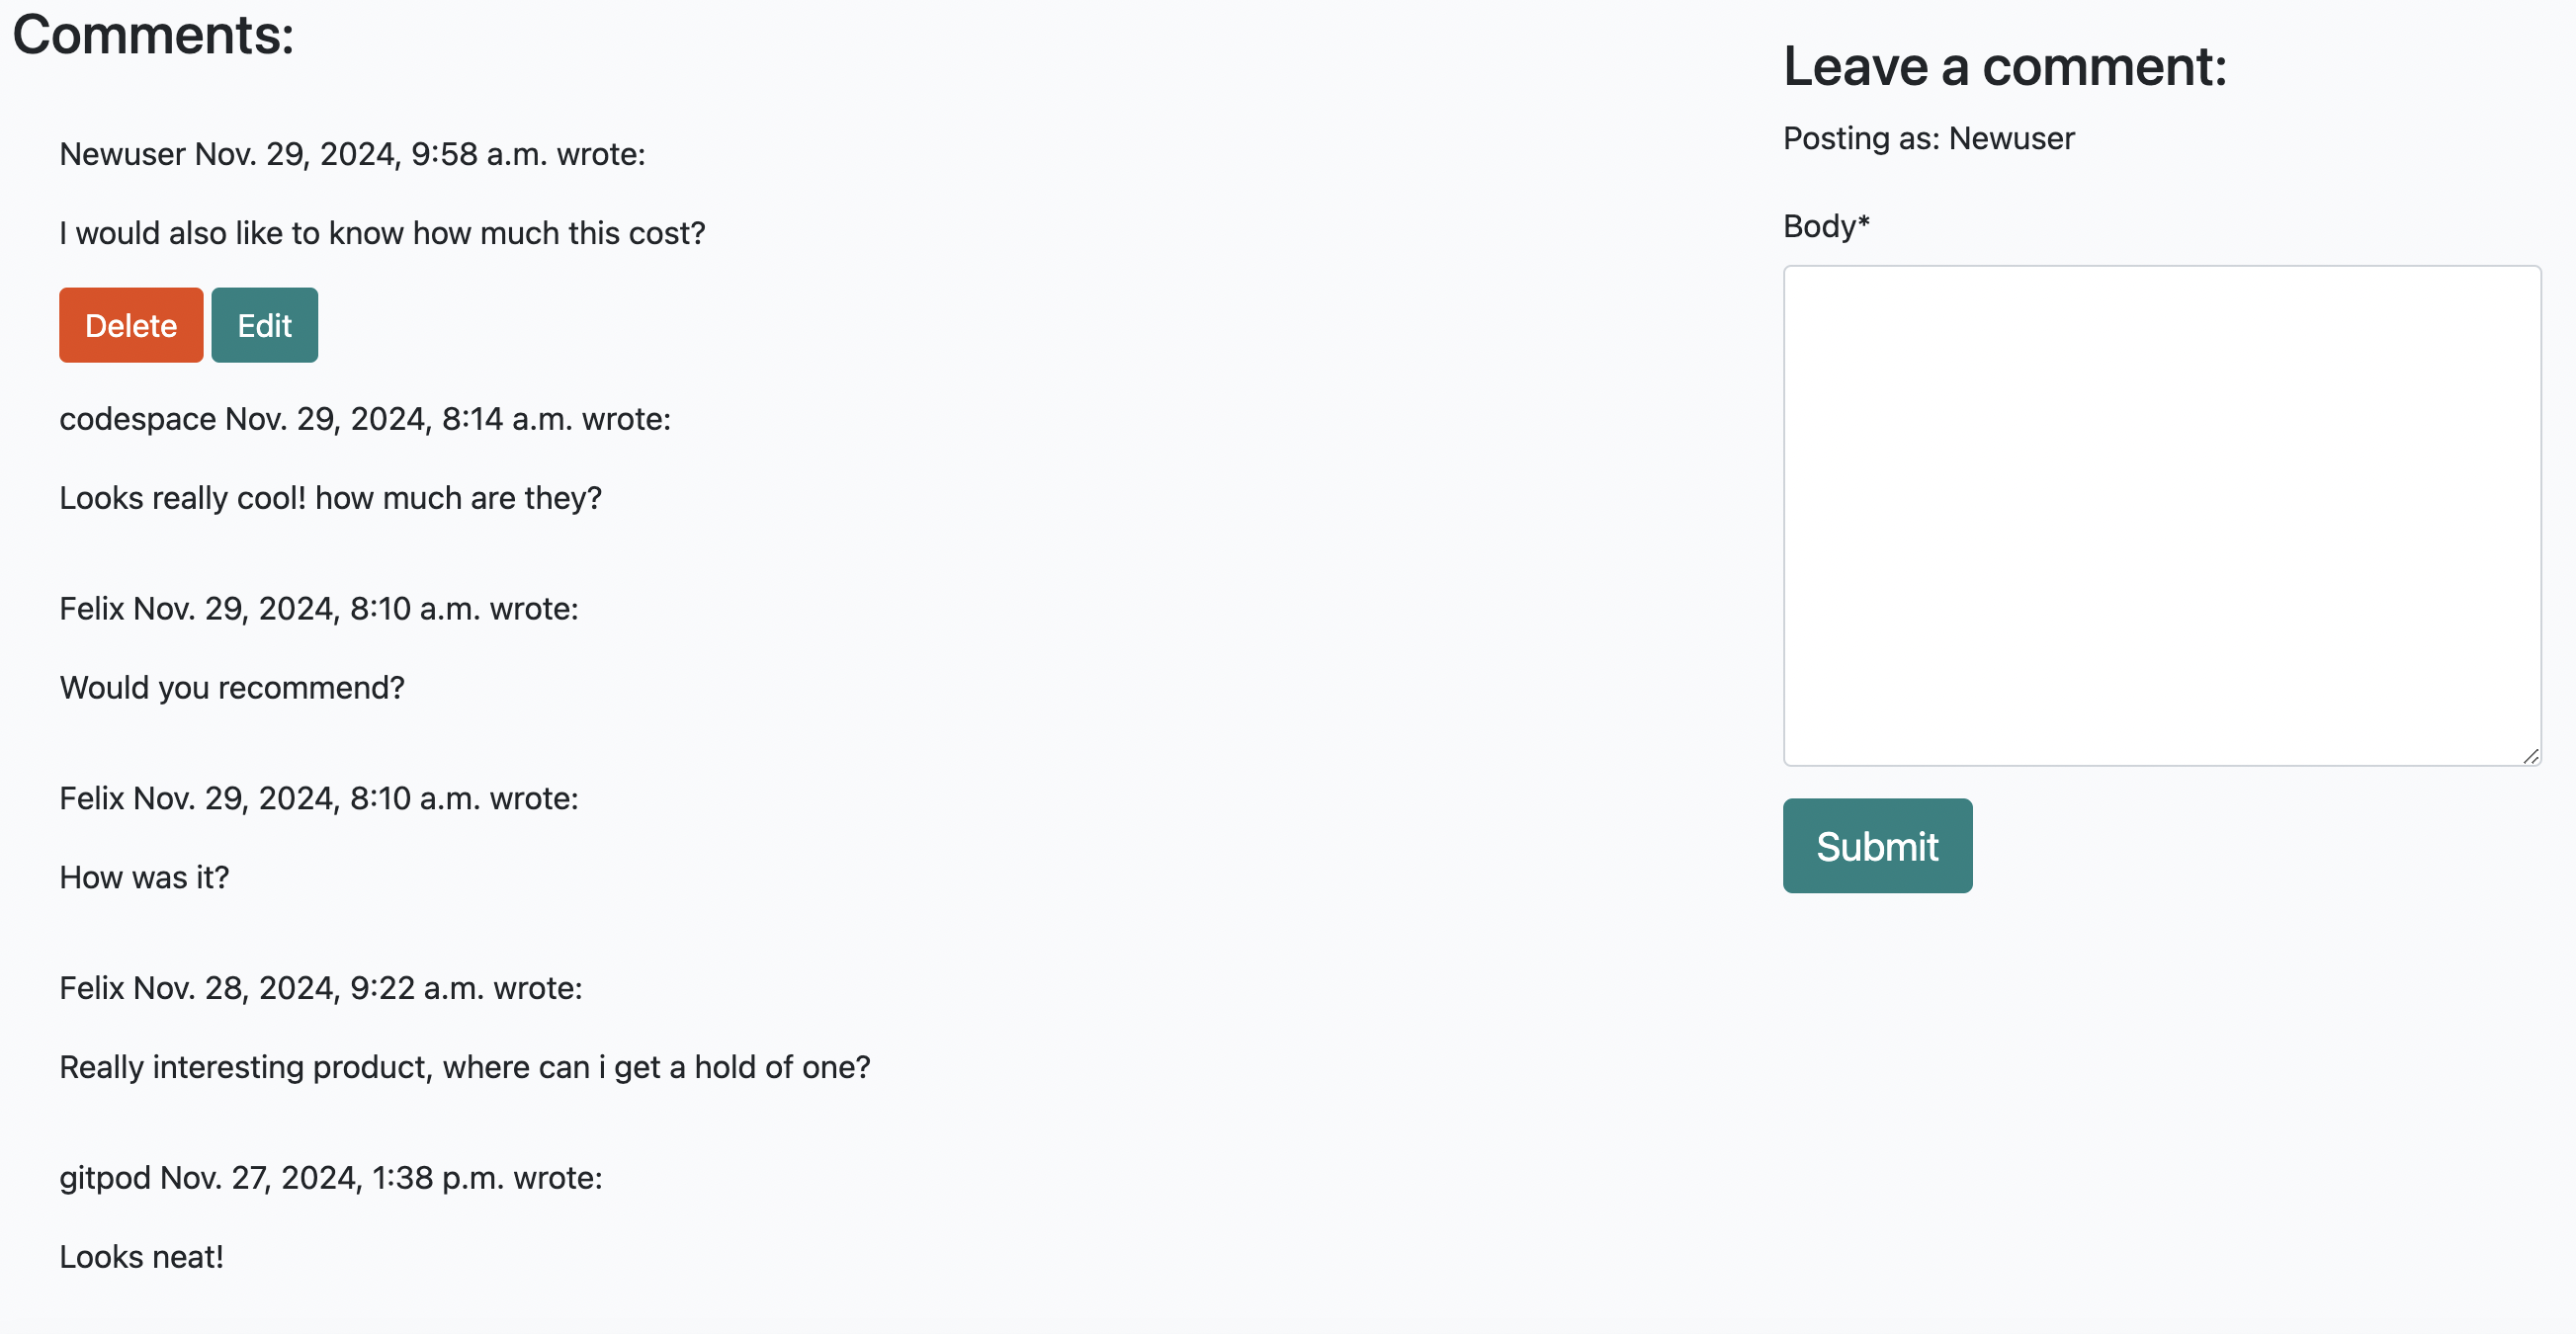 Comments:
Newuser Nov. 29, 2024, 9:58 a.m. wrote:
I would also like to know how much this cost?
Delete Edit
codespace Nov. 29, 2024, 8:14 a.m. wrote:
Looks really cool! how much are they?
Felix Nov. 29, 2024, 8:10 a.m. wrote:
Would you recommend?
Felix Nov. 29, 2024, 8:10 a.m. wrote:
How was it?
Felix Nov. 28, 2024, 9:22 a.m. wrote:
Really interesting product, where can i get a hold of one?
gitpod Nov. 27, 2024, 1:38 p.m. wrote:
Looks neat!
Leave a comment:
Posting as: Newuser
Body*
Submit